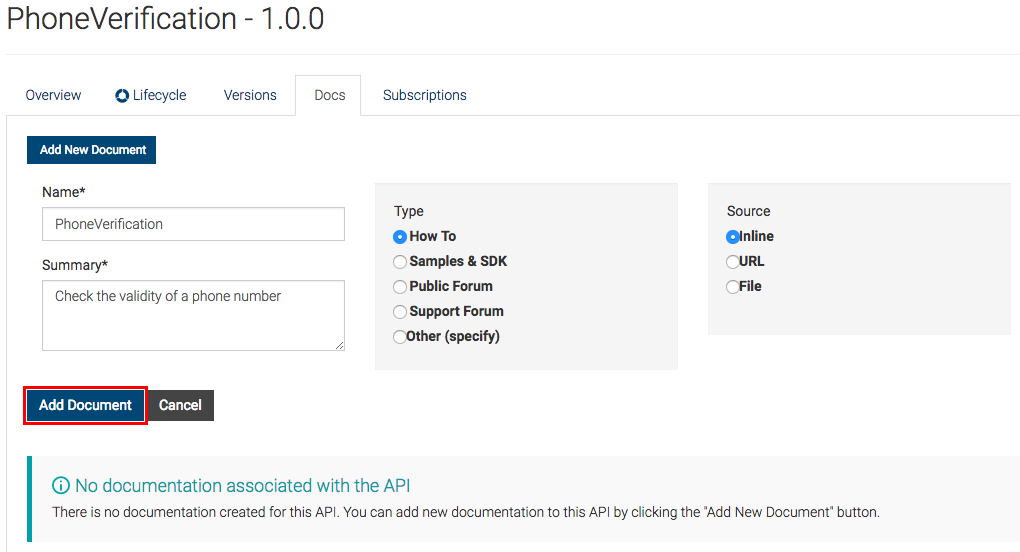 PhoneVerification - 1.0.0
Overview
Lifecycle
Versions
Docs
Subscriptions
Add New Document
Name*
PhoneVerification
Summary*
Check the validity of a phone number
Type
How To
Samples & SDK
Public Forum
Support Forum
Other (specify)
Source
Inline
URL
File
Add Document
Cancel
No documentation associated with the API
There is no documentation created for this API. You can add new documentation to this API by clicking the "Add New Document" button.